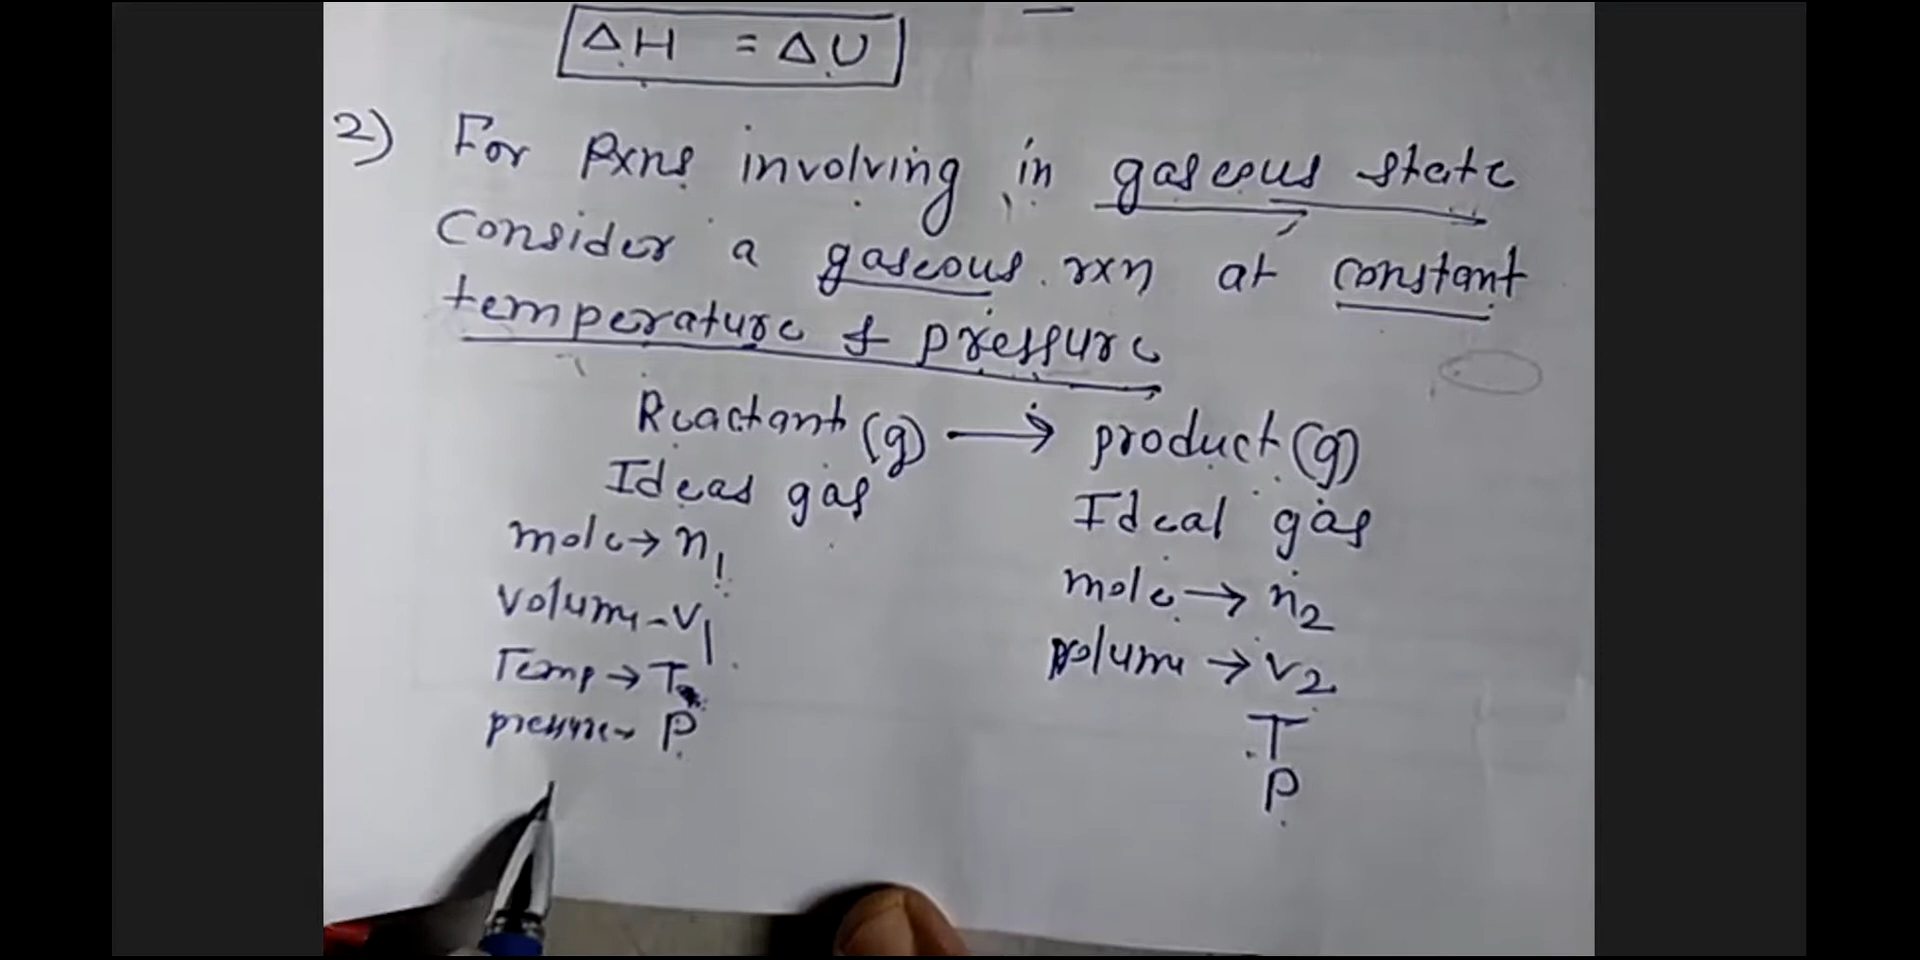 ΔH = ΔU
2) For Rxns involving in gaseous state
Consider a gaseous rxn at constant
temperature & pressure
Reactant (g) → product (g)
Ideas gas Ideal gas
mole → n₁ mole → n₂
volume - V₁ volume → V₂
Temp → T T
pressure → P P